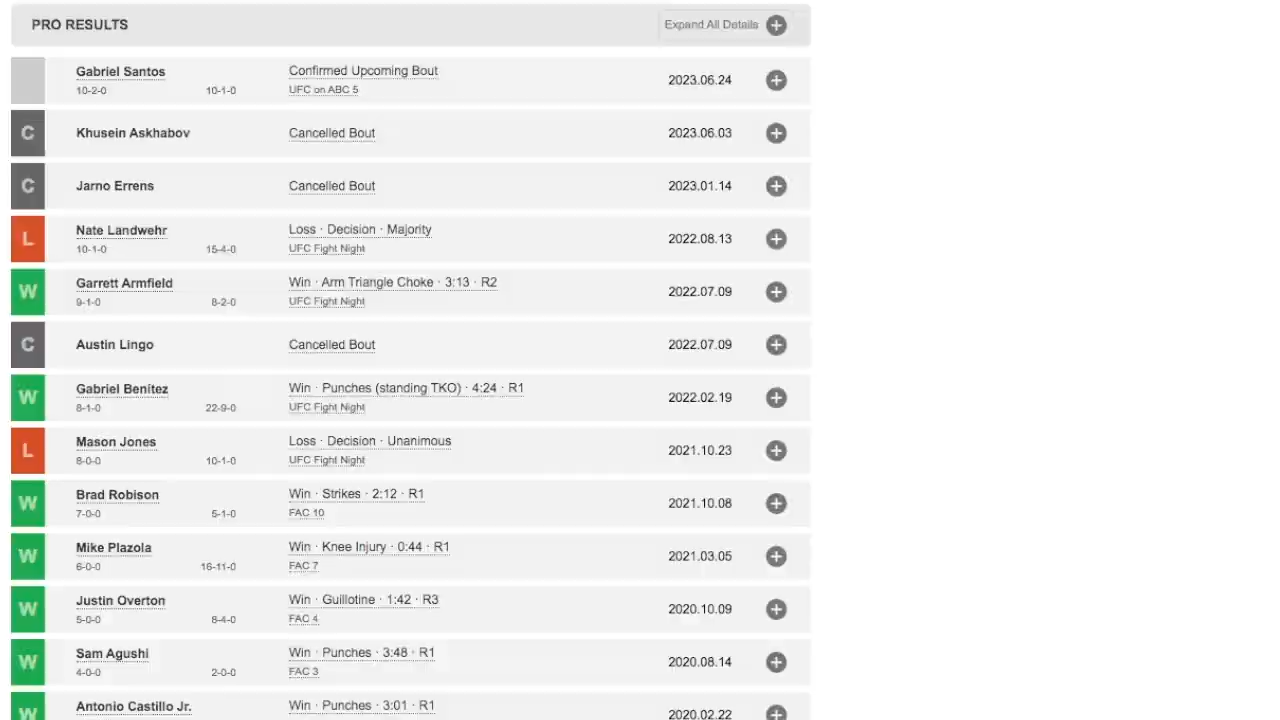 PRO RESULTS
Expand All Details
Gabriel Santos Confirmed Upcoming Bout 2023.06.24
10-2-0 10-1-0 UFC on ABC 5
C Khusein Askhabov Cancelled Bout 2023.06.03
C Jarno Errens Cancelled Bout 2023.01.14
L Nate Landwehr Loss · Decision · Majority 2022.08.13
10-1-0 15-4-0 UFC Fight Night
W Garrett Armfield Win · Arm Triangle Choke · 3:13 · R2 2022.07.09
9-1-0 8-2-0 UFC Fight Night
C Austin Lingo Cancelled Bout 2022.07.09
W Gabriel Benítez Win · Punches (standing TKO) · 4:24 · R1 2022.02.19
8-1-0 22-9-0 UFC Fight Night
L Mason Jones Loss · Decision · Unanimous 2021.10.23
8-0-0 10-1-0 UFC Fight Night
W Brad Robison Win · Strikes · 2:12 · R1 2021.10.08
7-0-0 5-1-0 FAC 10
W Mike Plazola Win · Knee Injury · 0:44 · R1 2021.03.05
6-0-0 16-11-0 FAC 7
W Justin Overton Win · Guillotine · 1:42 · R3 2020.10.09
5-0-0 8-4-0 FAC 4
W Sam Agushi Win · Punches · 3:48 · R1 2020.08.14
4-0-0 2-0-0 FAC 3
W Antonio Castillo Jr. Win · Punches · 3:01 · R1 2020.02.22